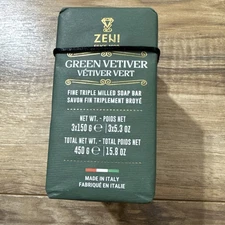 ZENI
GREEN VETIVER
VÉTIVER VERT
FINE TRIPLE MILLED SOAP BAR
SAVON FIN TRIPLEMENT BROYÉ
NET WT. - POIDS NET
3x150 g e | 3x5.3 oz
TOTAL NET WT. - TOTAL POIDS NET
450 g e | 15.8 oz
MADE IN ITALY
FABRIQUÉ EN ITALIE